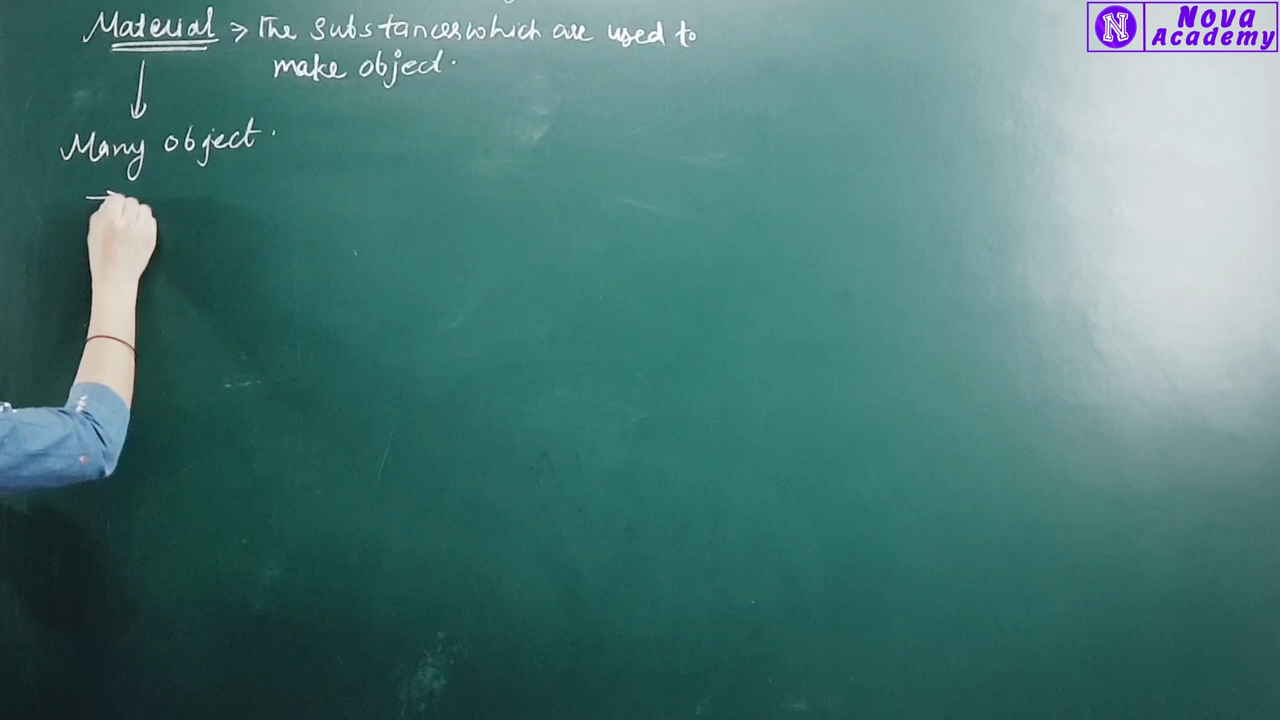 Material => The substances which are used to
make object.
↓
Many object.
→
N Nova
Academy